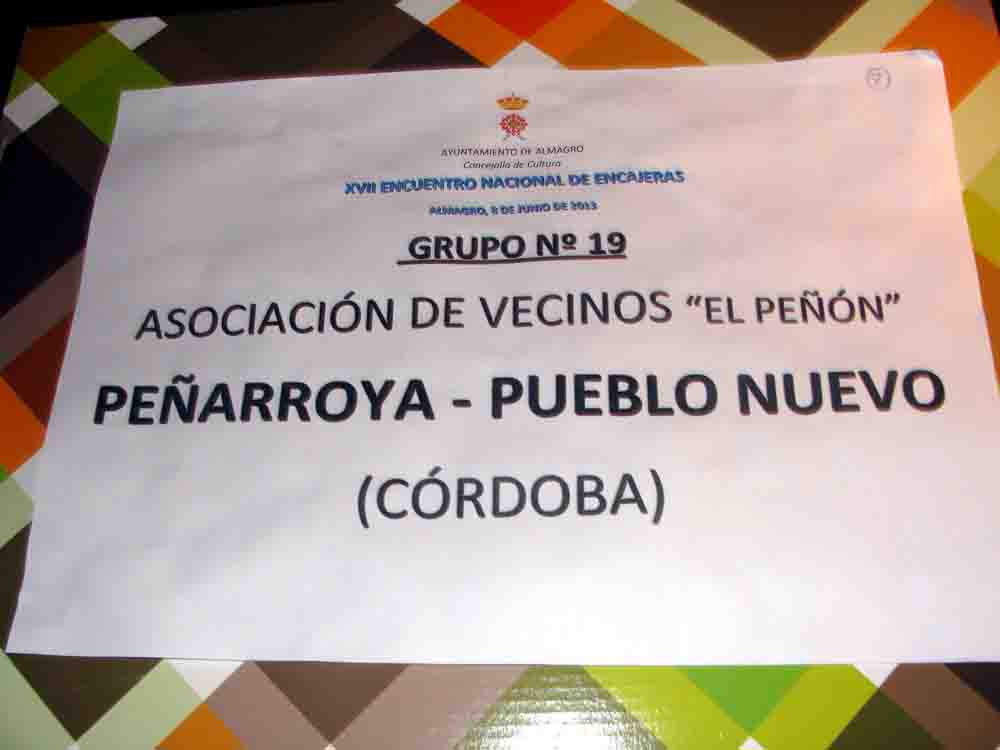 AYUNTAMIENTO DE ALMAGRO
Concejalía de Cultura
XVII ENCUENTRO NACIONAL DE ENCAJERAS
ALMAGRO, 8 DE JUNIO DE 2013
GRUPO Nº 19
ASOCIACIÓN DE VECINOS “EL PEÑÓN”
PEÑARROYA - PUEBLO NUEVO
(CÓRDOBA)